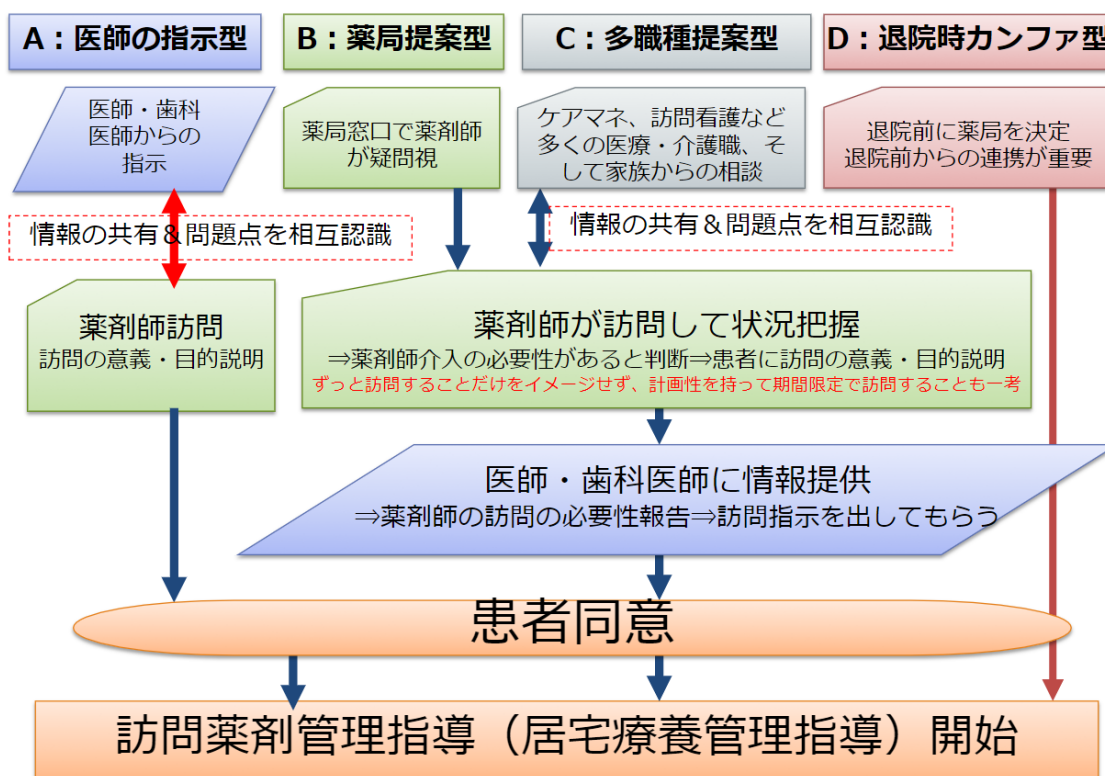 A：医師の指示型
B：薬局提案型
C：多職種提案型
D：退院時カンファ型
医師・歯科
医師からの
指示
薬局窓口で薬剤師
が疑問視
ケアマネ、訪問看護など
多くの医療・介護職、そ
して家族からの相談
退院前に薬局を決定
退院前からの連携が重要
情報の共有＆問題点を相互認識
情報の共有＆問題点を相互認識
薬剤師訪問
訪問の意義・目的説明
薬剤師が訪問して状況把握
⇒薬剤師介入の必要性があると判断⇒患者に訪問の意義・目的説明
ずっと訪問することだけをイメージせず、計画性を持って期間限定で訪問することも一考
医師・歯科医師に情報提供
⇒薬剤師の訪問の必要性報告⇒訪問指示を出してもらう
患者同意
訪問薬剤管理指導（居宅療養管理指導）開始